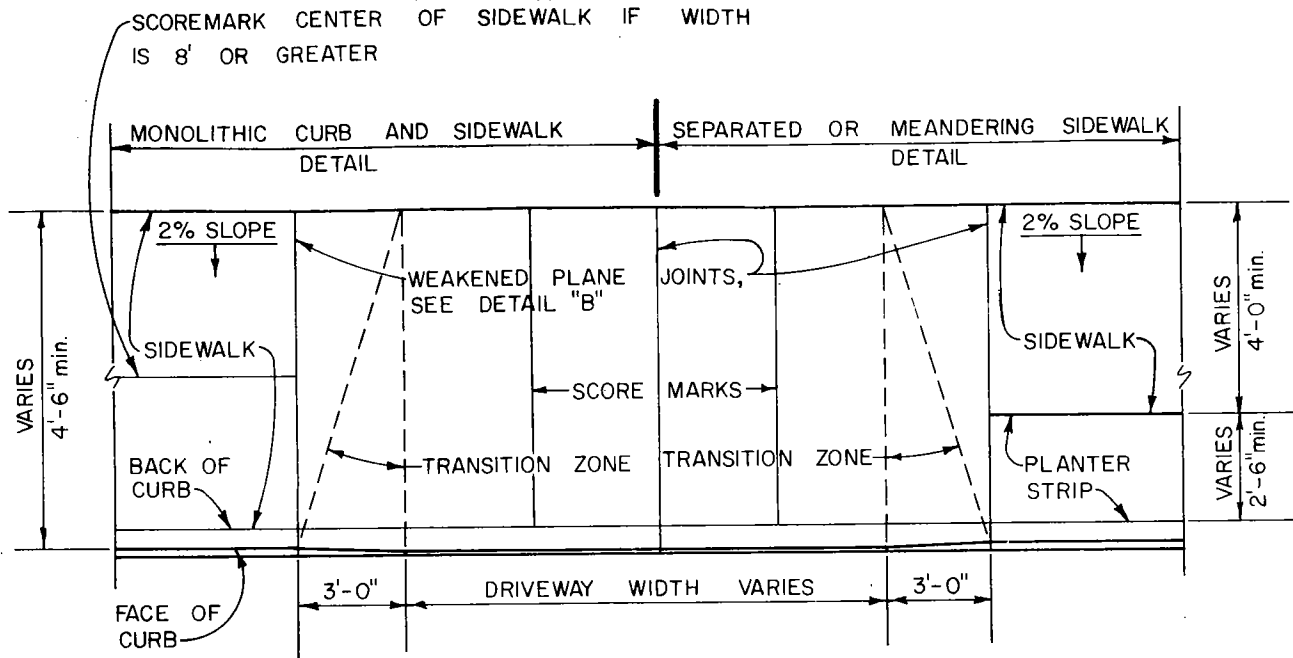 SCOREMARK CENTER OF SIDEWALK IF WIDTH
IS 8' OR GREATER
MONOLITHIC CURB AND SIDEWALK
DETAIL
SEPARATED OR MEANDERING SIDEWALK
DETAIL
2% SLOPE
2% SLOPE
WEAKENED PLANE JOINTS,
SEE DETAIL "B"
VARIES
4'-6" min.
SIDEWALK
SIDEWALK
VARIES
4'-0" min.
SCORE MARKS
BACK OF
CURB
TRANSITION ZONE
TRANSITION ZONE
PLANTER
STRIP
VARIES
2'-6" min.
FACE OF
CURB
3'-0"
DRIVEWAY WIDTH VARIES
3'-0"